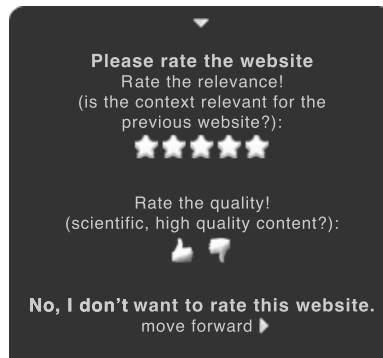 Please rate the website
Rate the relevance!
(is the context relevant for the
previous website?):
Rate the quality!
(scientific, high quality content?):
No, I don't want to rate this website.
move forward